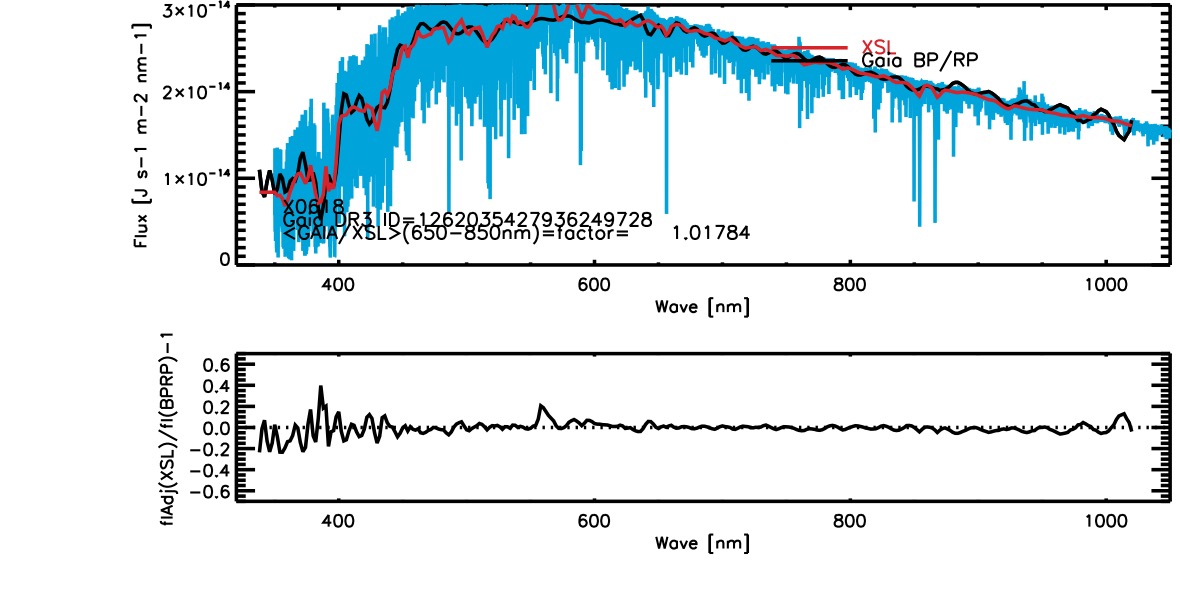 3×10−14
2×10−14
1×10−14
0
Flux [J s−1 m−2 nm−1]
XSL
Gaia BP/RP
X0618
Gaia DR3 ID=1262035427936249728
<GAIA/XSL>(650−850nm)=factor= 1.01784
400 600 800 1000
Wave [nm]
0.6
0.4
0.2
0.0
−0.2
−0.4
−0.6
flAdj(XSL)/fl(BPRP)−1
400 600 800 1000
Wave [nm]